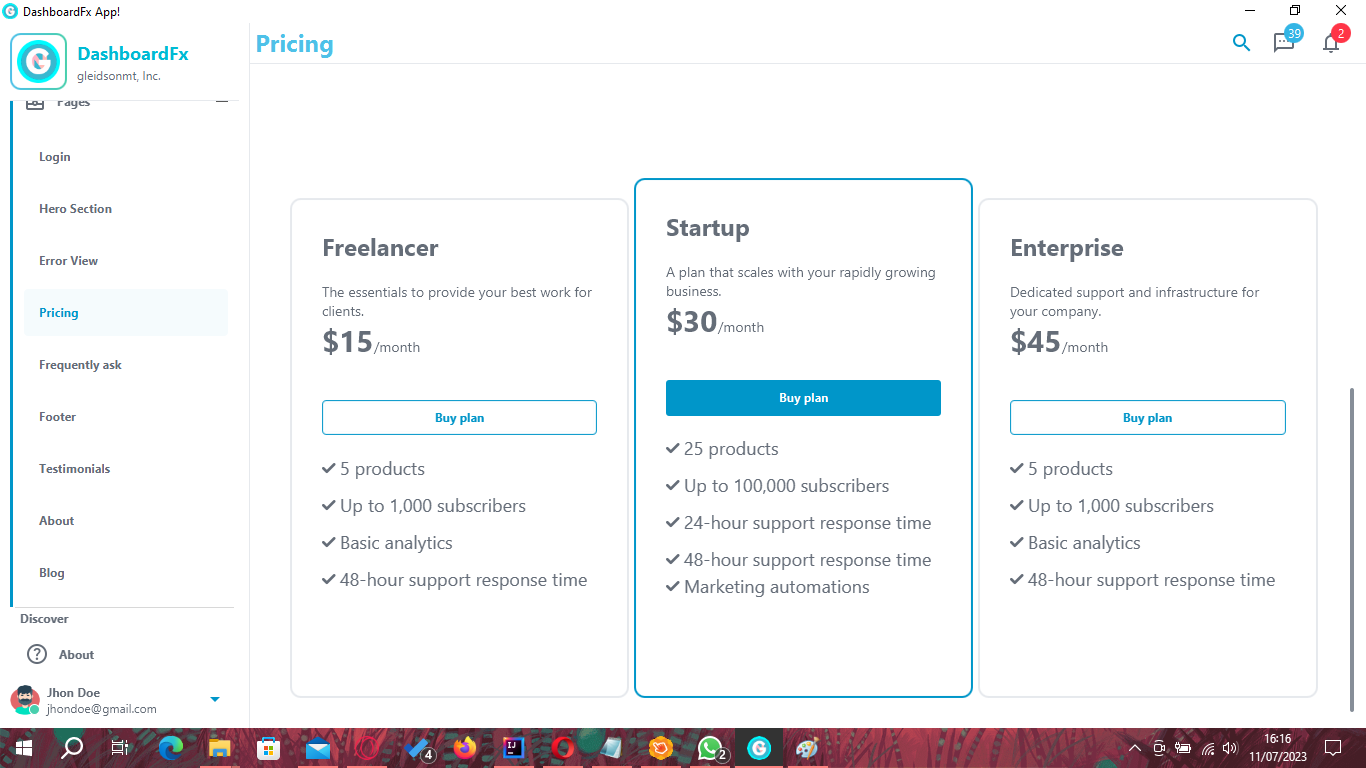 DashboardFx App!
DashboardFx
gleidsonmt, Inc.
Pages
Login
Hero Section
Error View
Pricing
Frequently ask
Footer
Testimonials
About
Blog
Discover
About
Jhon Doe
jhondoe@gmail.com
Pricing
39
2
Freelancer
The essentials to provide your best work for
clients.
$15/month
Buy plan
5 products
Up to 1,000 subscribers
Basic analytics
48-hour support response time
Startup
A plan that scales with your rapidly growing
business.
$30/month
Buy plan
25 products
Up to 100,000 subscribers
24-hour support response time
48-hour support response time
Marketing automations
Enterprise
Dedicated support and infrastructure for
your company.
$45/month
Buy plan
5 products
Up to 1,000 subscribers
Basic analytics
48-hour support response time
4
IJ
2
16:16
11/07/2023